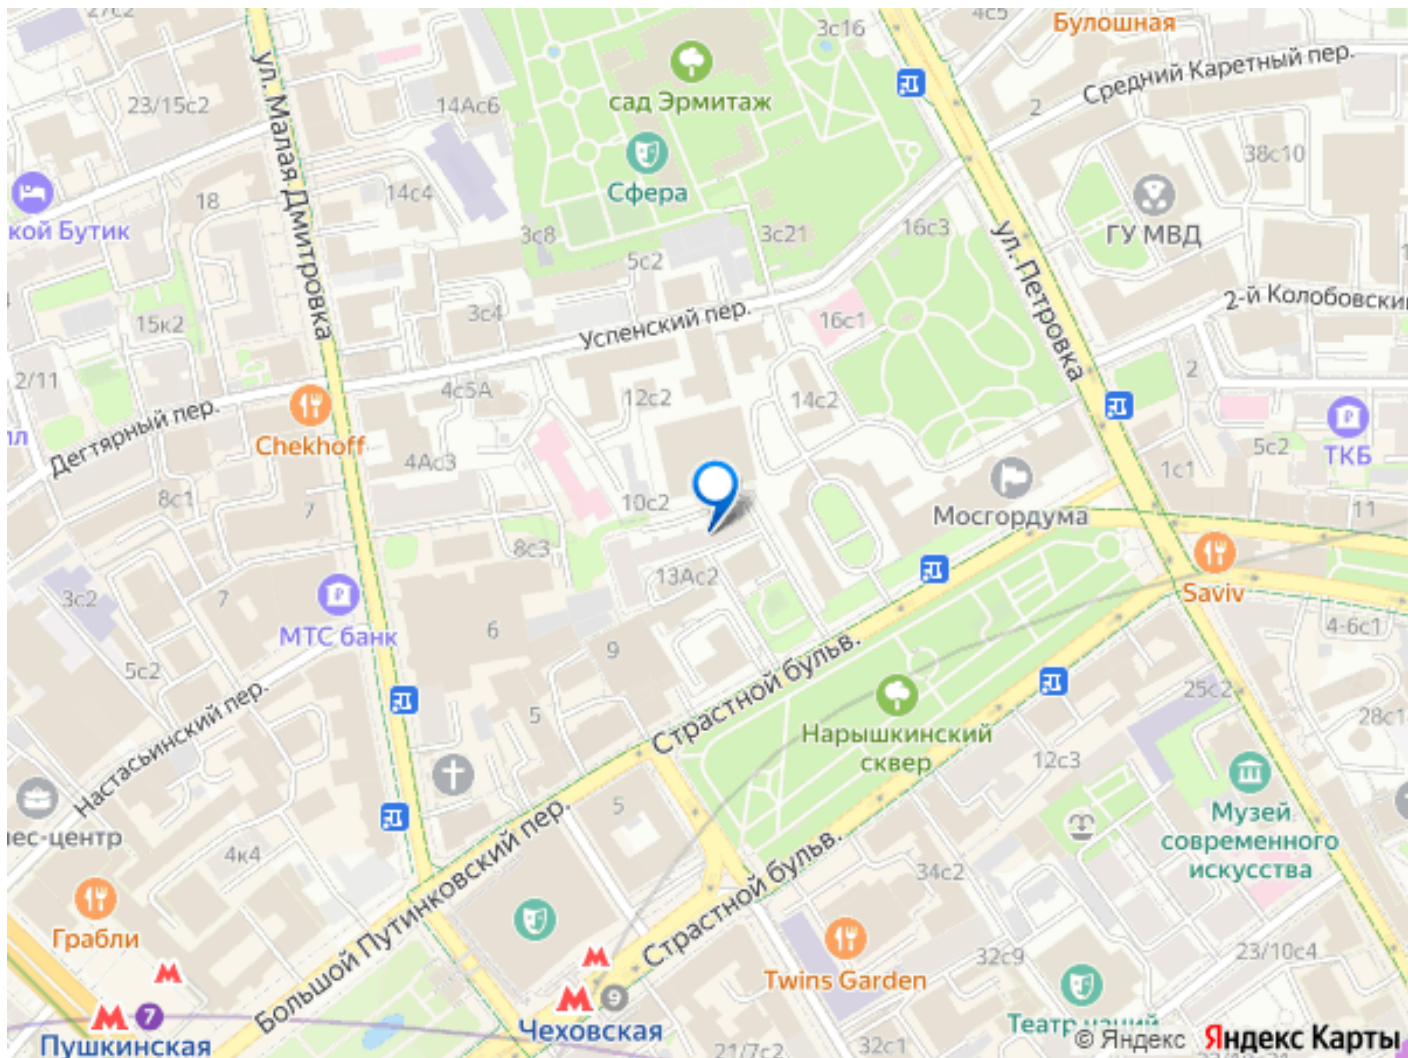 3с16
4с5
Булошная
ул. Малая Дмитровка
23/15с2
14Ас6
сад Эрмитаж
Средний Каретный пер.
2
38с10
18
14с4
Сфера
кой Бутик
3с8
3с21
16с3
ГУ МВД
ул. Петровка
5с2
15к2
3с4
Успенский пер.
16с1
2-й Колобовский
2/11
4с5А
12с2
14с2
2
Дегтярный пер.
лл
Chekhoff
4Ас3
5с2
ТКБ
1с1
8с1
7
10с2
Мосгордума
11
8с3
13Ас2
3с2
7
Saviv
МТС банк
6
9
4-6с1
5с2
Страстной бульв.
Настасьинский пер.
5
25с2
28с1
Нарышкинский
сквер
12с3
5
нес-центр
Музей
современного
искусства
4к4
Большой Путинковский пер.
Страстной бульв.
34с2
Грабли
32с9
23/10с4
Twins Garden
7
9
Чеховская
Пушкинская
Театр наций
21/7с2
32с1
© Яндекс Яндекс Карты